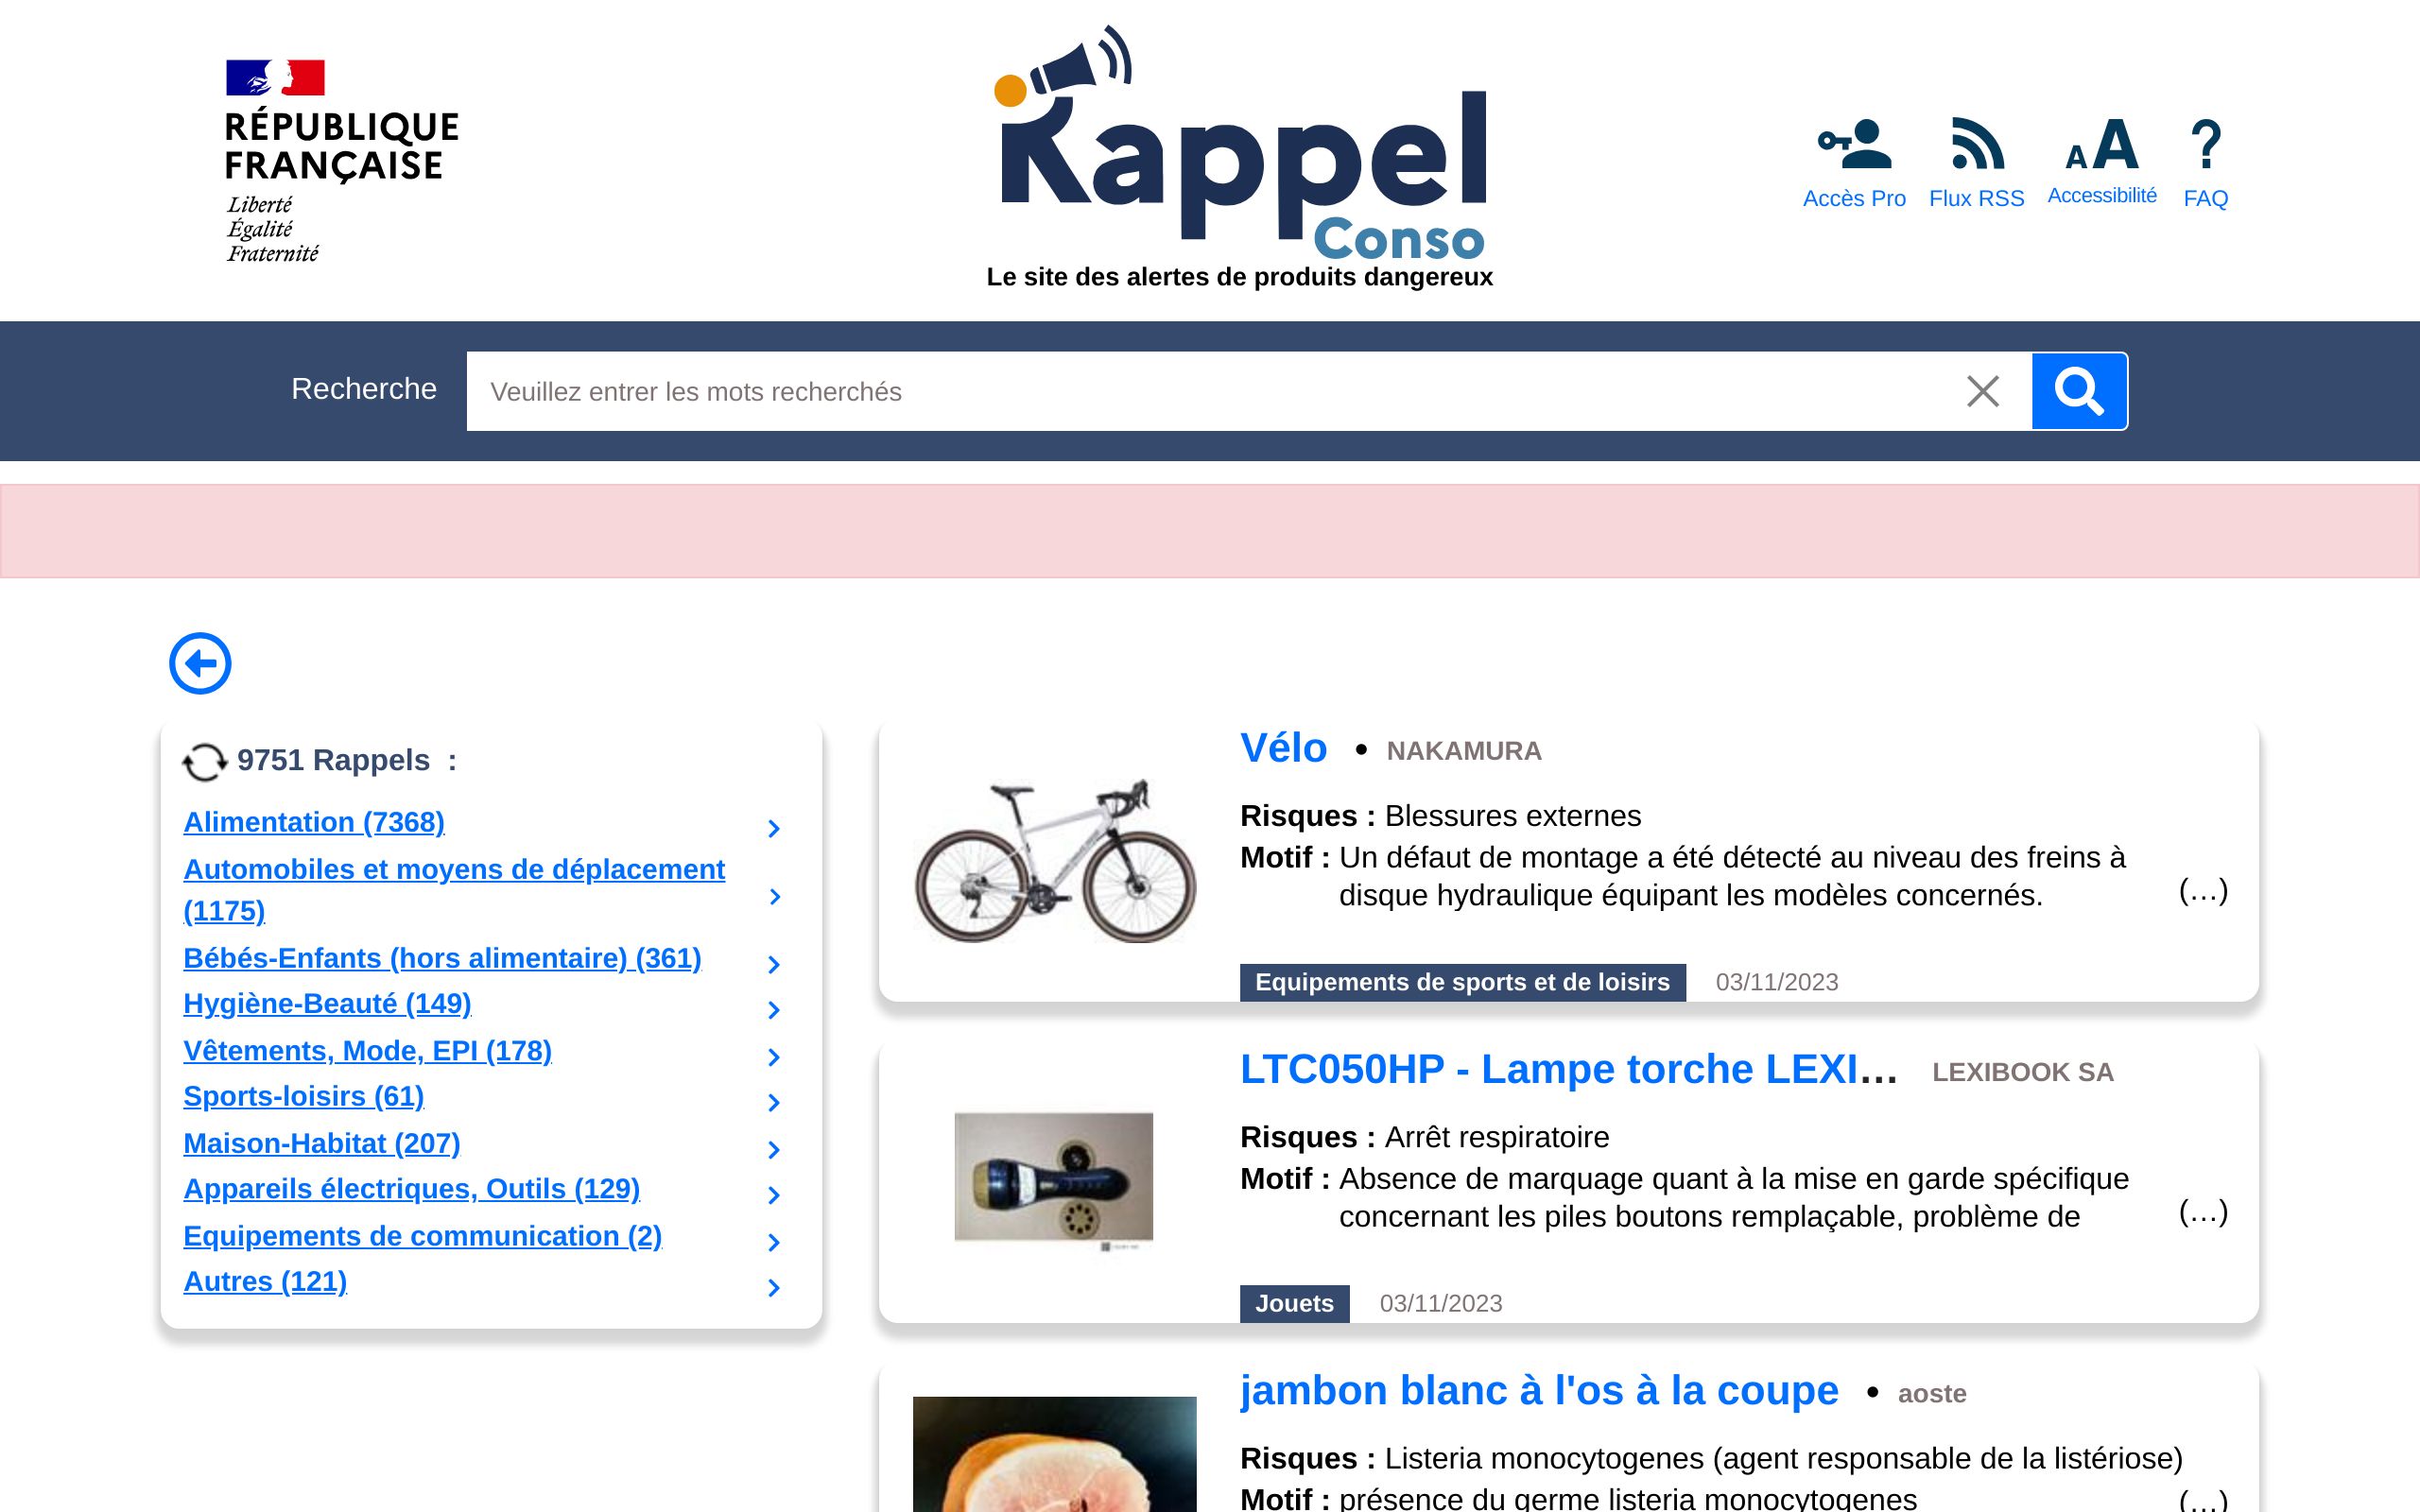 RÉPUBLIQUE
FRANÇAISE
Liberté
Égalité
Fraternité
Rappel
Conso
Le site des alertes de produits dangereux
Accès Pro
Flux RSS
AA
Accessibilité
?
FAQ
Recherche
Veuillez entrer les mots recherchés
9751 Rappels :
Alimentation (7368)
Automobiles et moyens de déplacement
(1175)
Bébés-Enfants (hors alimentaire) (361)
Hygiène-Beauté (149)
Vêtements, Mode, EPI (178)
Sports-loisirs (61)
Maison-Habitat (207)
Appareils électriques, Outils (129)
Equipements de communication (2)
Autres (121)
Vélo • NAKAMURA
Risques : Blessures externes
Motif : Un défaut de montage a été détecté au niveau des freins à
disque hydraulique équipant les modèles concernés.
(…)
Equipements de sports et de loisirs 03/11/2023
LTC050HP - Lampe torche LEXI… LEXIBOOK SA
Risques : Arrêt respiratoire
Motif : Absence de marquage quant à la mise en garde spécifique
concernant les piles boutons remplaçable, problème de
(…)
Jouets 03/11/2023
jambon blanc à l'os à la coupe • aoste
Risques : Listeria monocytogenes (agent responsable de la listériose)
Motif : présence du germe listeria monocytogenes
(…)